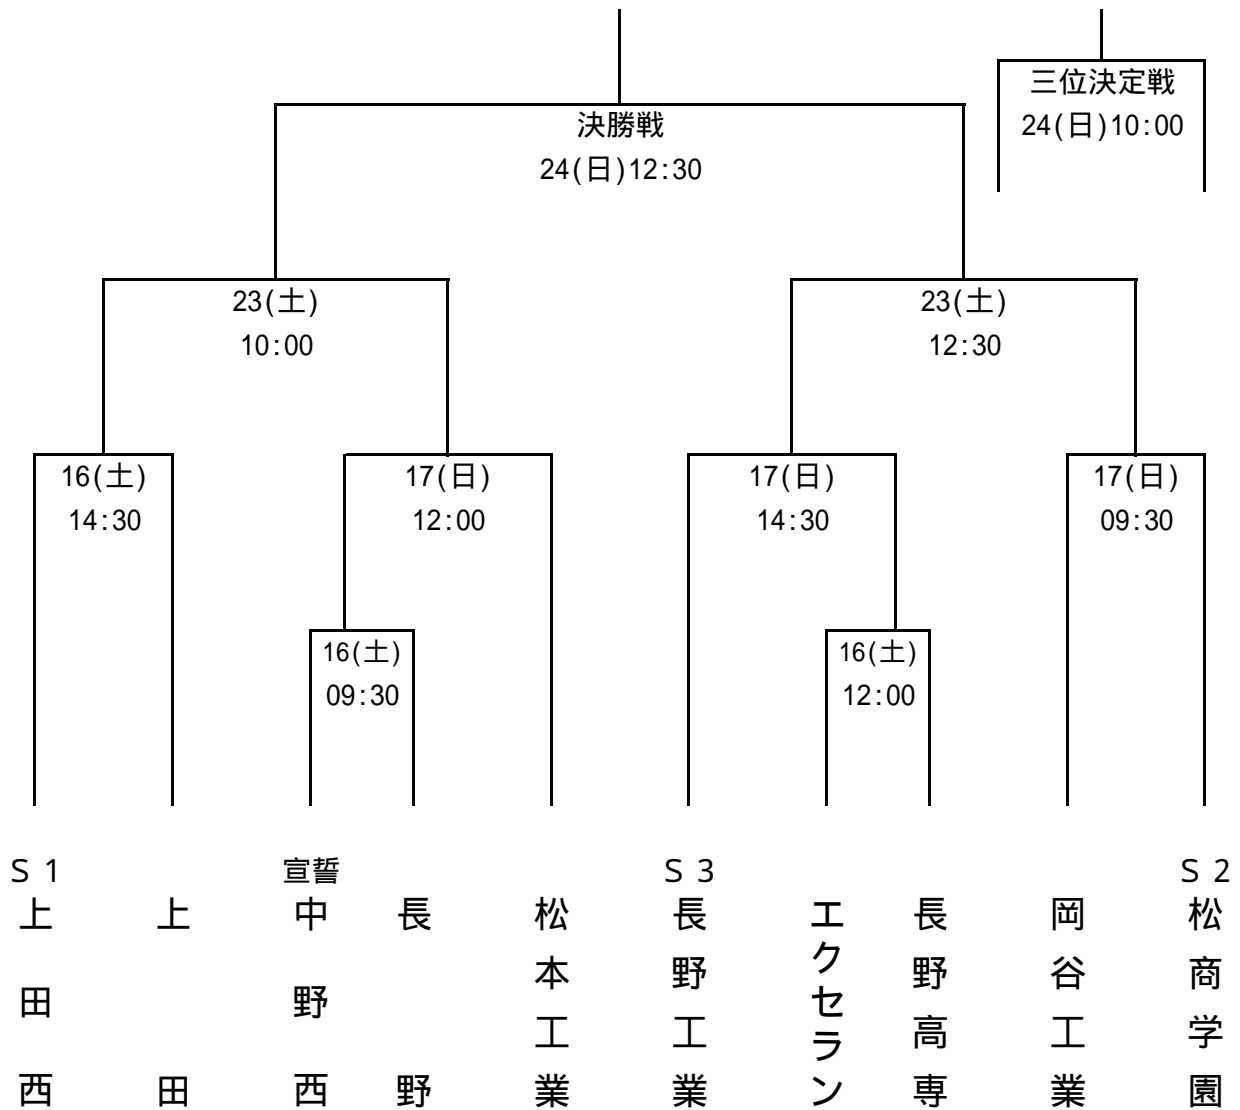 三位決定戦
24(日)10:00
決勝戦
24(日)12:30
23(土)
10:00
23(土)
12:30
16(土)
14:30
17(日)
12:00
17(日)
14:30
17(日)
09:30
16(土)
09:30
16(土)
12:00
S1
上田西
上田
宣誓
中野西
長野
松本工業
S3
長野工業
エクセラン
長野高専
岡谷工業
S2
松商学園